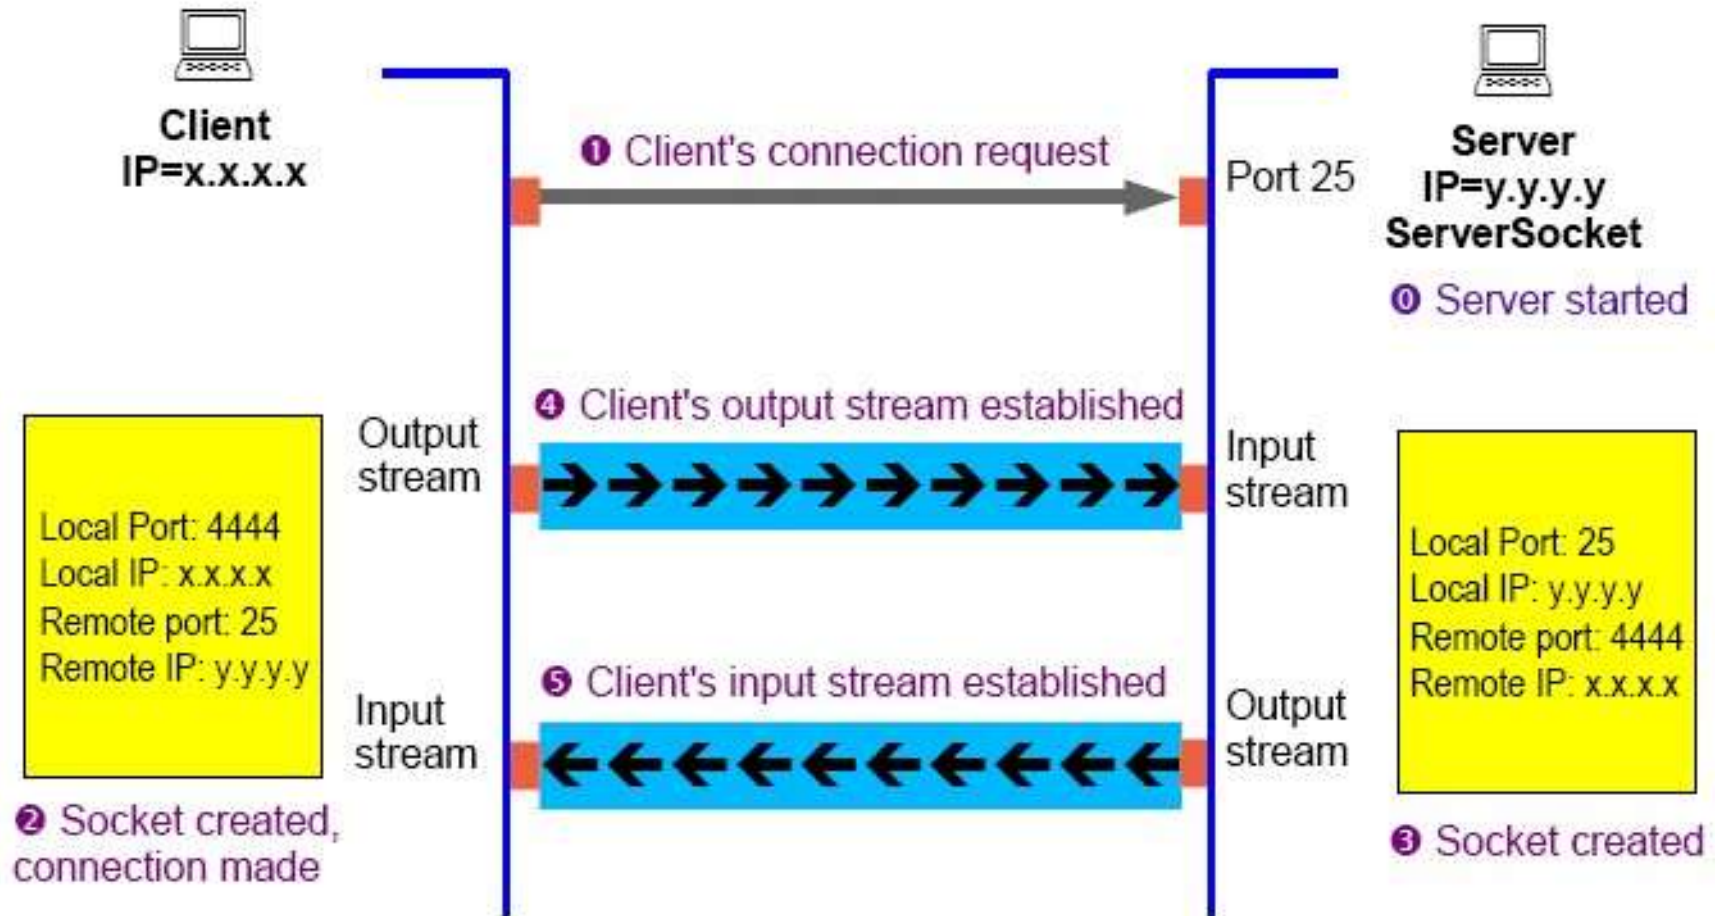 Client
IP=x.x.x.x
❶ Client's connection request
Port 25
Server
IP=y.y.y.y
ServerSocket
⓿ Server started
❹ Client's output stream established
Output
stream
Input
stream
Local Port: 4444
Local IP: x.x.x.x
Remote port: 25
Remote IP: y.y.y.y
Local Port: 25
Local IP: y.y.y.y
Remote port: 4444
Remote IP: x.x.x.x
❺ Client's input stream established
Input
stream
Output
stream
❷ Socket created,
connection made
❸ Socket created